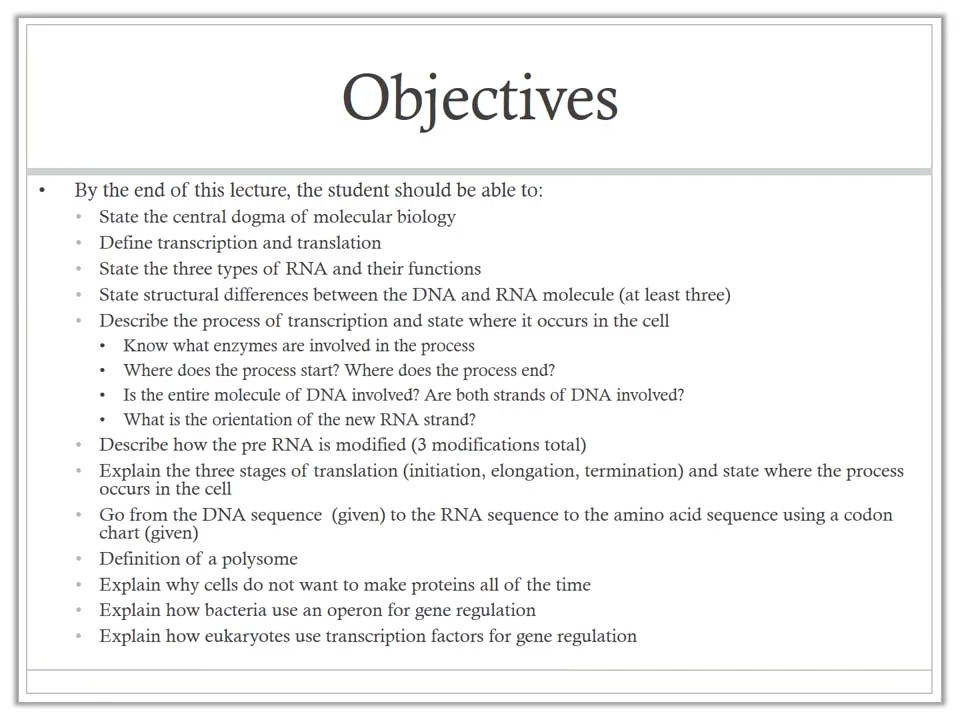 Objectives
• By the end of this lecture, the student should be able to:
• State the central dogma of molecular biology
• Define transcription and translation
• State the three types of RNA and their functions
• State structural differences between the DNA and RNA molecule (at least three)
• Describe the process of transcription and state where it occurs in the cell
• Know what enzymes are involved in the process
• Where does the process start? Where does the process end?
• Is the entire molecule of DNA involved? Are both strands of DNA involved?
• What is the orientation of the new RNA strand?
• Describe how the pre RNA is modified (3 modifications total)
• Explain the three stages of translation (initiation, elongation, termination) and state where the process
occurs in the cell
• Go from the DNA sequence (given) to the RNA sequence to the amino acid sequence using a codon
chart (given)
• Definition of a polysome
• Explain why cells do not want to make proteins all of the time
• Explain how bacteria use an operon for gene regulation
• Explain how eukaryotes use transcription factors for gene regulation